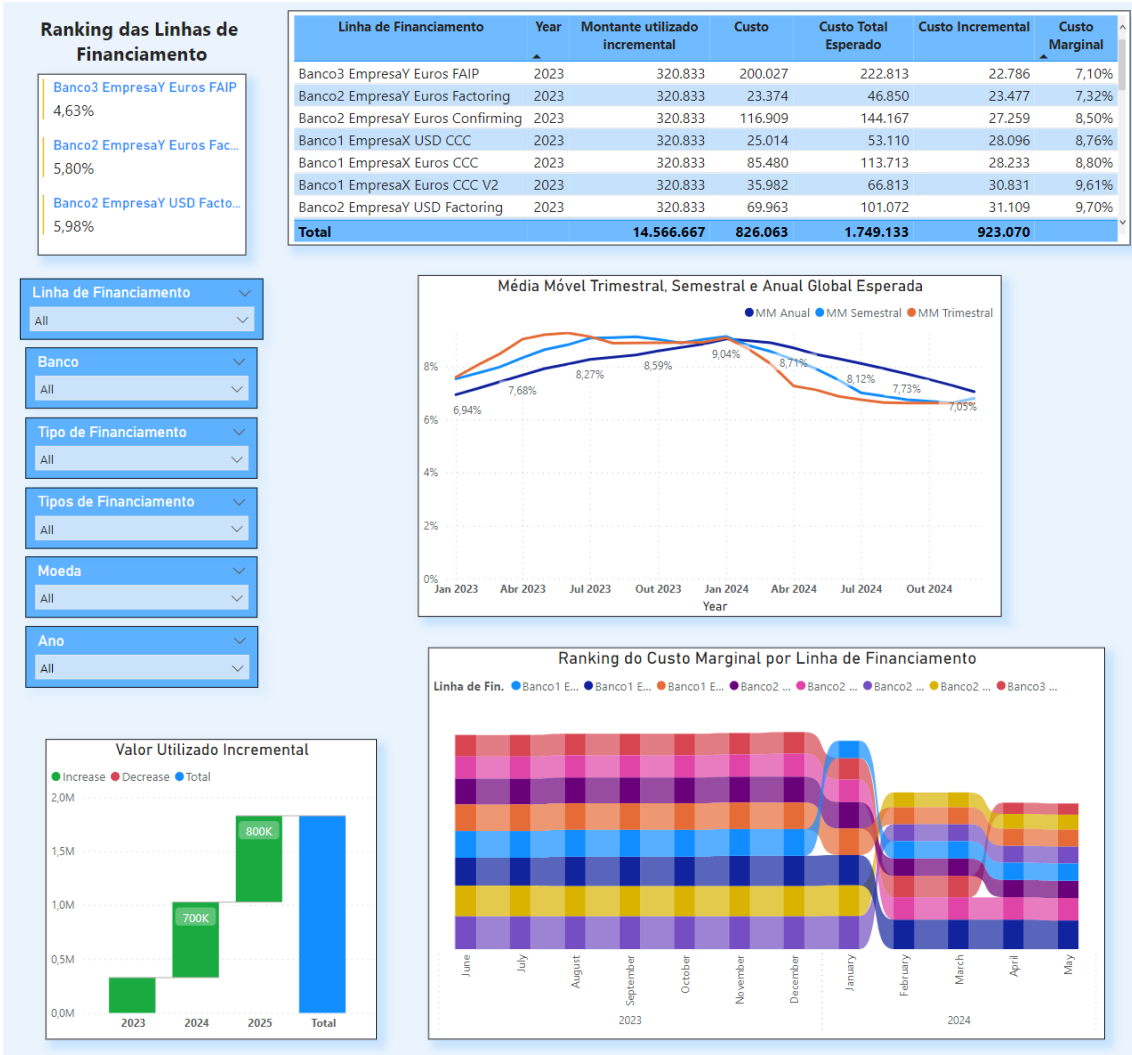 Ranking das Linhas de
Financiamento
Banco3 EmpresaY Euros FAIP
4,63%
Banco2 EmpresaY Euros Fac...
5,80%
Banco2 EmpresaY USD Facto...
5,98%
Linha de Financiamento Year Montante utilizado incremental Custo Custo Total Esperado Custo Incremental Custo Marginal
Banco3 EmpresaY Euros FAIP 2023 320.833 200.027 222.813 22.786 7,10%
Banco2 EmpresaY Euros Factoring 2023 320.833 23.374 46.850 23.477 7,32%
Banco2 EmpresaY Euros Confirming 2023 320.833 116.909 144.167 27.259 8,50%
Banco1 EmpresaX USD CCC 2023 320.833 25.014 53.110 28.096 8,76%
Banco1 EmpresaX Euros CCC 2023 320.833 85.480 113.713 28.233 8,80%
Banco1 EmpresaX Euros CCC V2 2023 320.833 35.982 66.813 30.831 9,61%
Banco2 EmpresaY USD Factoring 2023 320.833 69.963 101.072 31.109 9,70%
Total 14.566.667 826.063 1.749.133 923.070
Linha de Financiamento
All
Banco
All
Tipo de Financiamento
All
Tipos de Financiamento
All
Moeda
All
Ano
All
Média Móvel Trimestral, Semestral e Anual Global Esperada
MM Anual MM Semestral MM Trimestral
8%
6%
4%
2%
0%
6,94%
7,68%
8,27%
8,59%
9,04%
8,71%
8,12%
7,73%
7,05%
Jan 2023 Abr 2023 Jul 2023 Out 2023 Jan 2024 Abr 2024 Jul 2024 Out 2024
Year
Valor Utilizado Incremental
Increase Decrease Total
2,0M
1,5M
1,0M
0,5M
0,0M
800K
700K
2023 2024 2025 Total
Ranking do Custo Marginal por Linha de Financiamento
Linha de Fin. Banco1 E... Banco1 E... Banco1 E... Banco2 ... Banco2 ... Banco2 ... Banco2 ... Banco3 ...
June July August September October November December January February March April May
2023 2024